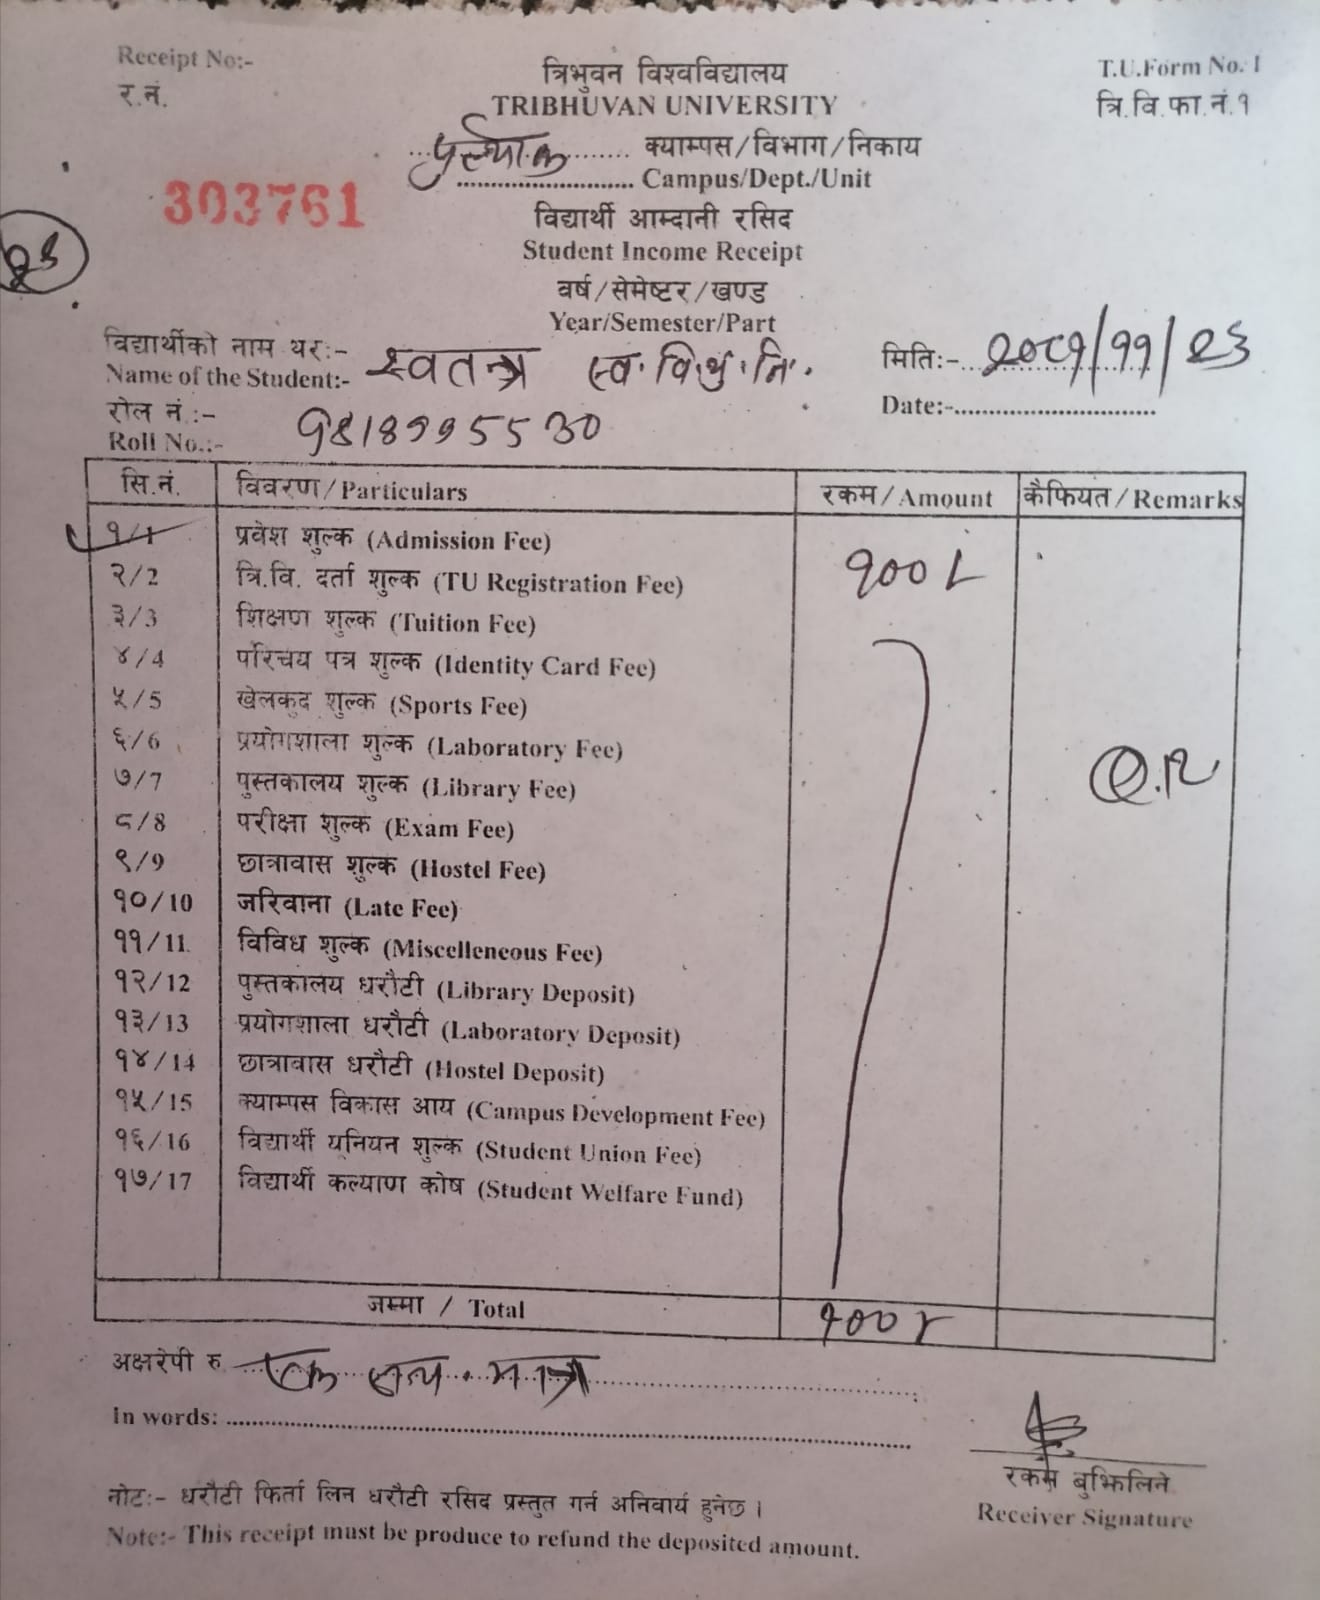 Receipt No:-
र.नं.
त्रिभुवन विश्वविद्यालय
TRIBHUVAN UNIVERSITY
T.U.Form No. 1
त्रि.वि.फा.नं.१
क्याम्पस/विभाग/निकाय
Campus/Dept./Unit
303761
विद्यार्थी आम्दानी रसिद
Student Income Receipt
वर्ष/सेमेष्टर/खण्ड
Year/Semester/Part
विद्यार्थीको नाम थरः- स्वतन्त्र स्व.वि.यु.नि.
Name of the Student:-
मितिः- २०८१/११/२६
Date:-
रोल नं.:-
Roll No.:-
सि.नं. विवरण/Particulars रकम/Amount कैफियत/Remarks
१/1 प्रवेश शुल्क (Admission Fee)
२/2 त्रि.वि. दर्ता शुल्क (TU Registration Fee) १००/-
३/3 शिक्षण शुल्क (Tuition Fee)
४/4 परिचय पत्र शुल्क (Identity Card Fee)
५/5 खेलकुद शुल्क (Sports Fee)
६/6 प्रयोगशाला शुल्क (Laboratory Fee)
७/7 पुस्तकालय शुल्क (Library Fee) Q.R
८/8 परीक्षा शुल्क (Exam Fee)
९/9 छात्रावास शुल्क (Hostel Fee)
१०/10 जरिवाना (Late Fee)
११/11 विविध शुल्क (Miscelleneous Fee)
१२/12 पुस्तकालय धरौटी (Library Deposit)
१३/13 प्रयोगशाला धरौटी (Laboratory Deposit)
१४/14 छात्रावास धरौटी (Hostel Deposit)
१५/15 क्याम्पस विकास आय (Campus Development Fee)
१६/16 विद्यार्थी यनियन शुल्क (Student Union Fee)
१७/17 विद्यार्थी कल्याण कोष (Student Welfare Fund)
जम्मा / Total १००/-
अक्षरेपी रु एक सय मात्र
In words:
रकम बुझिलिने
Receiver Signature
नोटः- धरौटी फिर्ता लिन धरौटी रसिद प्रस्तुत गर्न अनिवार्य हुनेछ ।
Note:- This receipt must be produce to refund the deposited amount.